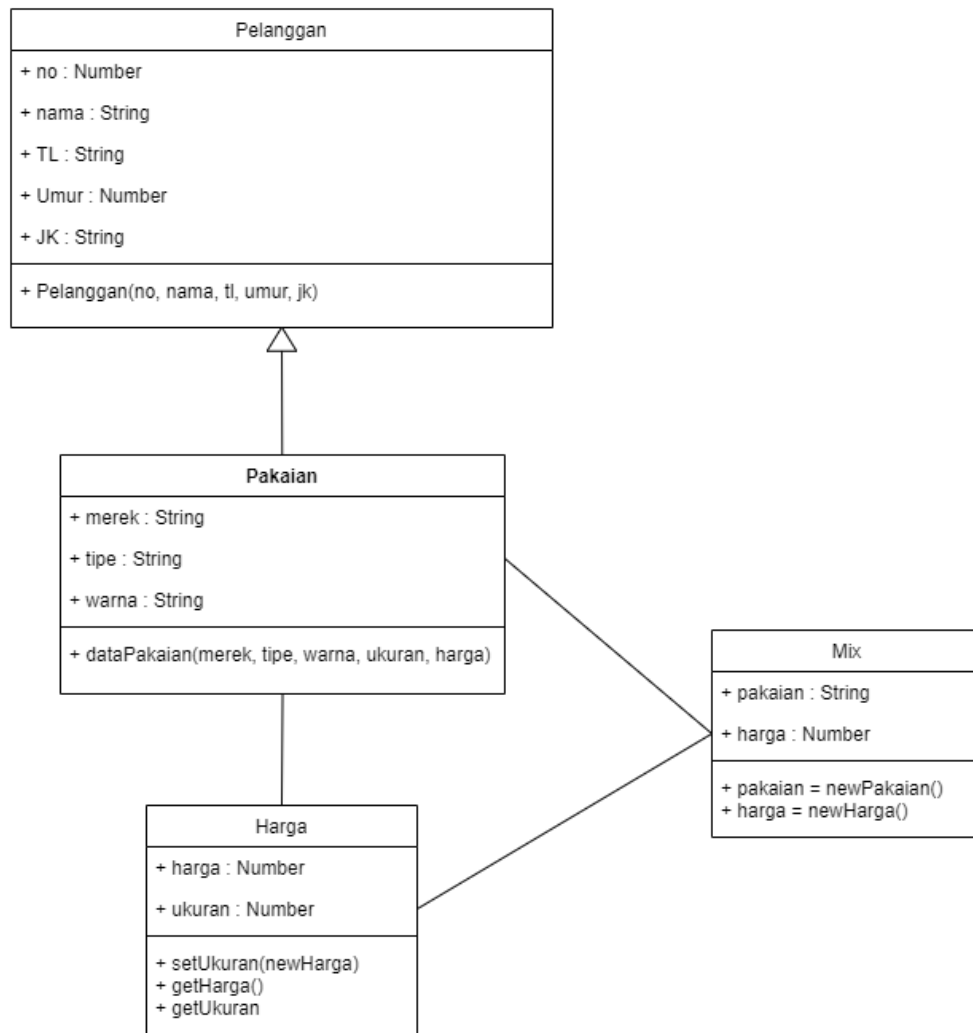 Pelanggan
+ no : Number
+ nama : String
+ TL : String
+ Umur : Number
+ JK : String
+ Pelanggan(no, nama, tl, umur, jk)
Pakaian
+ merek : String
+ tipe : String
+ warna : String
+ dataPakaian(merek, tipe, warna, ukuran, harga)
Mix
+ pakaian : String
+ harga : Number
+ pakaian = newPakaian()
+ harga = newHarga()
Harga
+ harga : Number
+ ukuran : Number
+ setUkuran(newHarga)
+ getHarga()
+ getUkuran